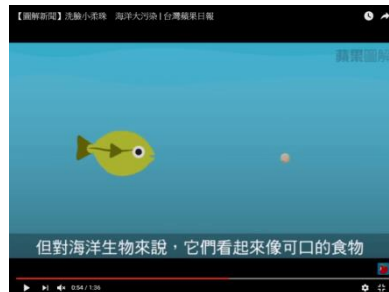 【圖解新聞】洗臉小柔珠　海洋大污染 | 台灣蘋果日報
蘋果圖解
但對海洋生物來說，它們看起來像可口的食物
0:54 / 1:36